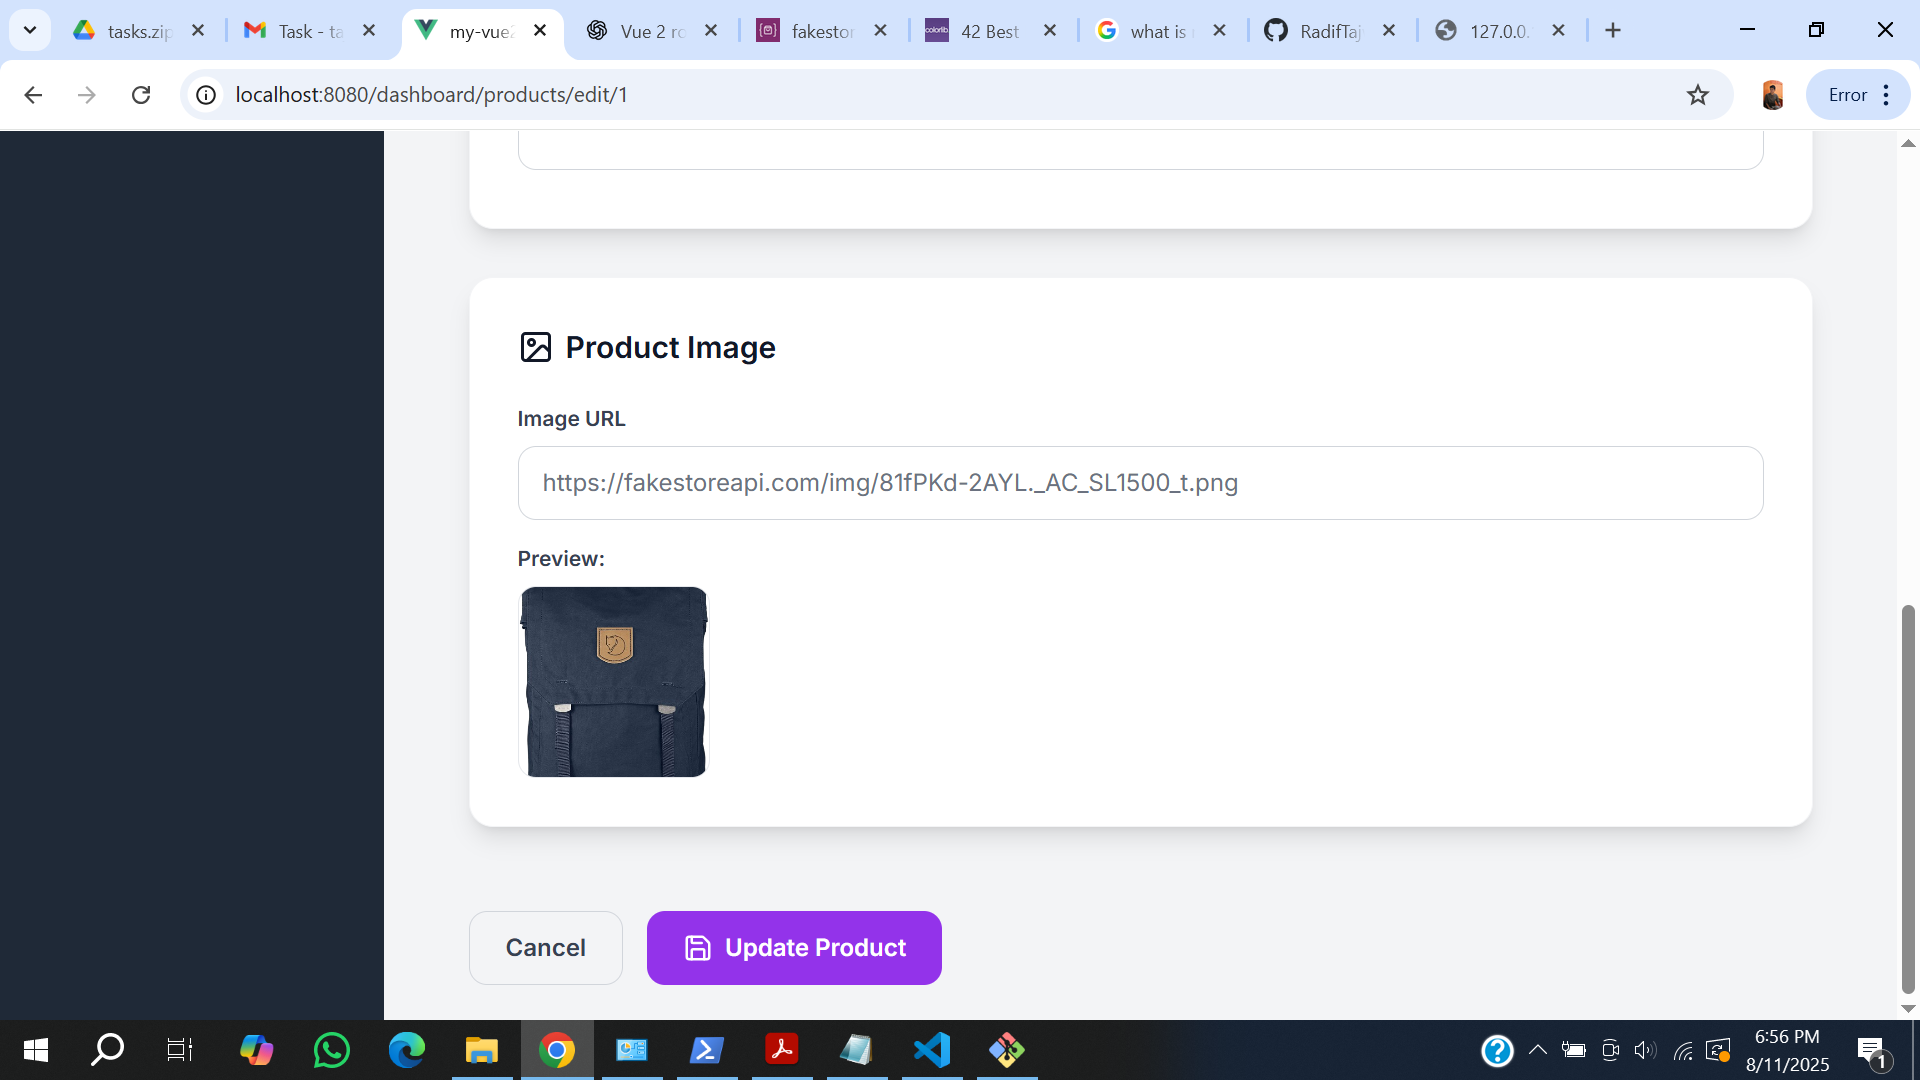 tasks.zip
Task - ta
my-vue2
Vue 2 ro
fakestor
42 Best
what is
RadifTaj
127.0.0.
localhost:8080/dashboard/products/edit/1
Error
Product Image
Image URL
https://fakestoreapi.com/img/81fPKd-2AYL._AC_SL1500_t.png
Preview:
Cancel
Update Product
6:56 PM
8/11/2025
1